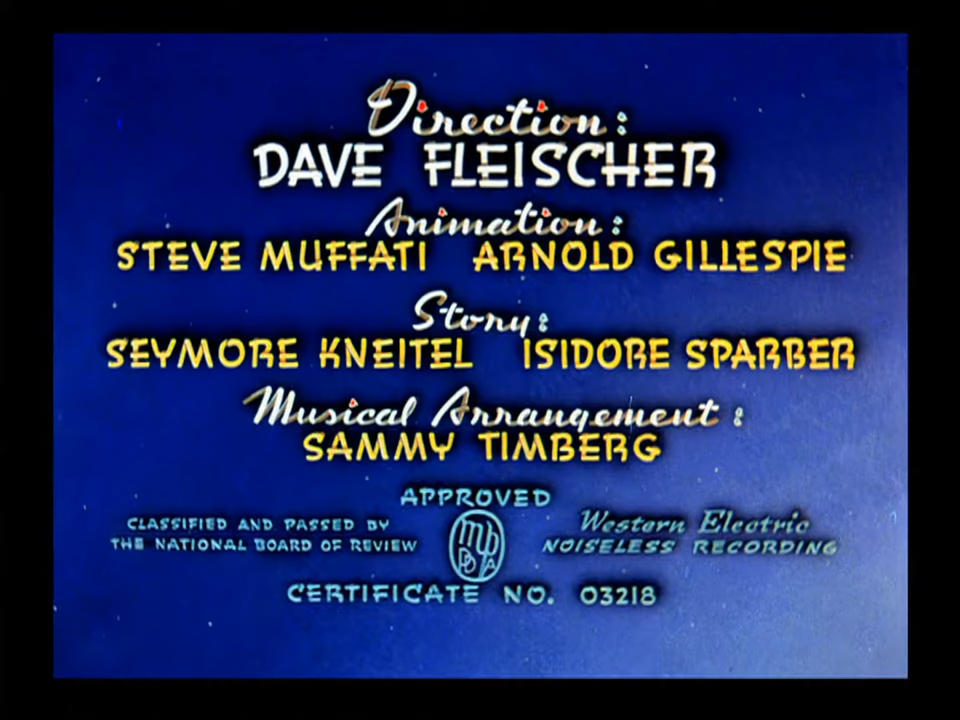 Direction:
DAVE FLEISCHER
Animation:
STEVE MUFFATI ARNOLD GILLESPIE
Story:
SEYMORE KNEITEL ISIDORE SPARBER
Musical Arrangement:
SAMMY TIMBERG
APPROVED
CLASSIFIED AND PASSED BY
THE NATIONAL BOARD OF REVIEW
MPPDA
Western Electric
NOISELESS RECORDING
CERTIFICATE NO. 03218